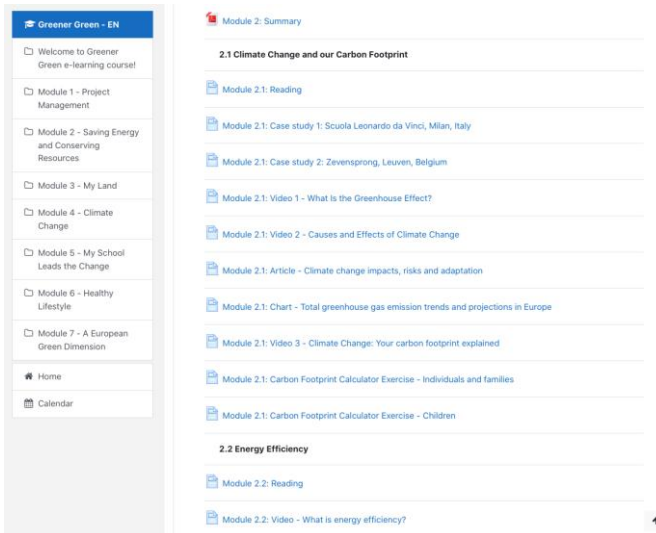 Greener Green - EN
Welcome to Greener
Green e-learning course!
Module 1 - Project
Management
Module 2 - Saving Energy
and Conserving
Resources
Module 3 - My Land
Module 4 - Climate
Change
Module 5 - My School
Leads the Change
Module 6 - Healthy
Lifestyle
Module 7 - A European
Green Dimension
Home
Calendar
Module 2: Summary
2.1 Climate Change and our Carbon Footprint
Module 2.1: Reading
Module 2.1: Case study 1: Scuola Leonardo da Vinci, Milan, Italy
Module 2.1: Case study 2: Zevensprong, Leuven, Belgium
Module 2.1: Video 1 - What Is the Greenhouse Effect?
Module 2.1: Video 2 - Causes and Effects of Climate Change
Module 2.1: Article - Climate change impacts, risks and adaptation
Module 2.1: Chart - Total greenhouse gas emission trends and projections in Europe
Module 2.1: Video 3 - Climate Change: Your carbon footprint explained
Module 2.1: Carbon Footprint Calculator Exercise - Individuals and families
Module 2.1: Carbon Footprint Calculator Exercise - Children
2.2 Energy Efficiency
Module 2.2: Reading
Module 2.2: Video - What is energy efficiency?